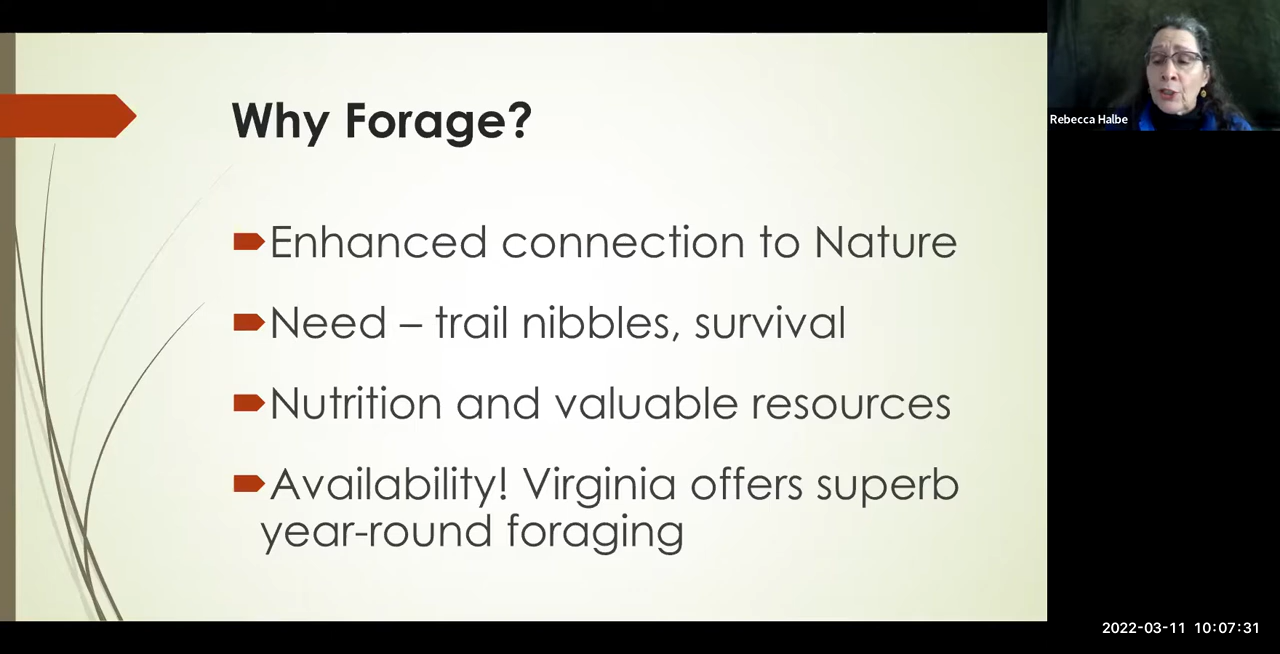 Why Forage?
Enhanced connection to Nature
Need – trail nibbles, survival
Nutrition and valuable resources
Availability! Virginia offers superb
year-round foraging
Rebecca Halbe
2022-03-11 10:07:31